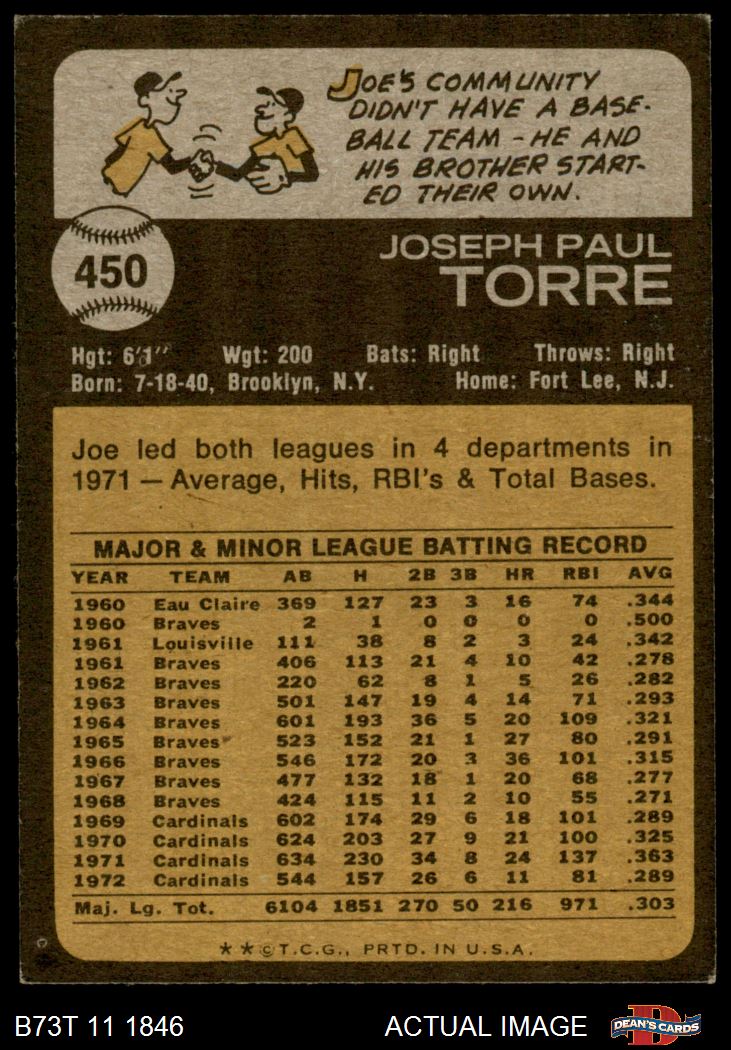 JOE'S COMMUNITY
DIDN'T HAVE A BASE-
BALL TEAM - HE AND
HIS BROTHER START-
ED THEIR OWN.
450
JOSEPH PAUL
TORRE
Hgt: 6'1" Wgt: 200 Bats: Right Throws: Right
Born: 7-18-40, Brooklyn, N.Y. Home: Fort Lee, N.J.
Joe led both leagues in 4 departments in
1971 — Average, Hits, RBI's & Total Bases.
MAJOR & MINOR LEAGUE BATTING RECORD
YEAR TEAM AB H 2B 3B HR RBI AVG
1960 Eau Claire 369 127 23 3 16 74 .344
1960 Braves 2 1 0 0 0 0 .500
1961 Louisville 111 38 8 2 3 24 .342
1961 Braves 406 113 21 4 10 42 .278
1962 Braves 220 62 8 1 5 26 .282
1963 Braves 501 147 19 4 14 71 .293
1964 Braves 601 193 36 5 20 109 .321
1965 Braves 523 152 21 1 27 80 .291
1966 Braves 546 172 20 3 36 101 .315
1967 Braves 477 132 18 1 20 68 .277
1968 Braves 424 115 11 2 10 55 .271
1969 Cardinals 602 174 29 6 18 101 .289
1970 Cardinals 624 203 27 9 21 100 .325
1971 Cardinals 634 230 34 8 24 137 .363
1972 Cardinals 544 157 26 6 11 81 .289
Maj. Lg. Tot. 6104 1851 270 50 216 971 .303
★★©T.C.G., PRTD. IN U.S.A.
B73T 11 1846 ACTUAL IMAGE D DEAN'S CARDS